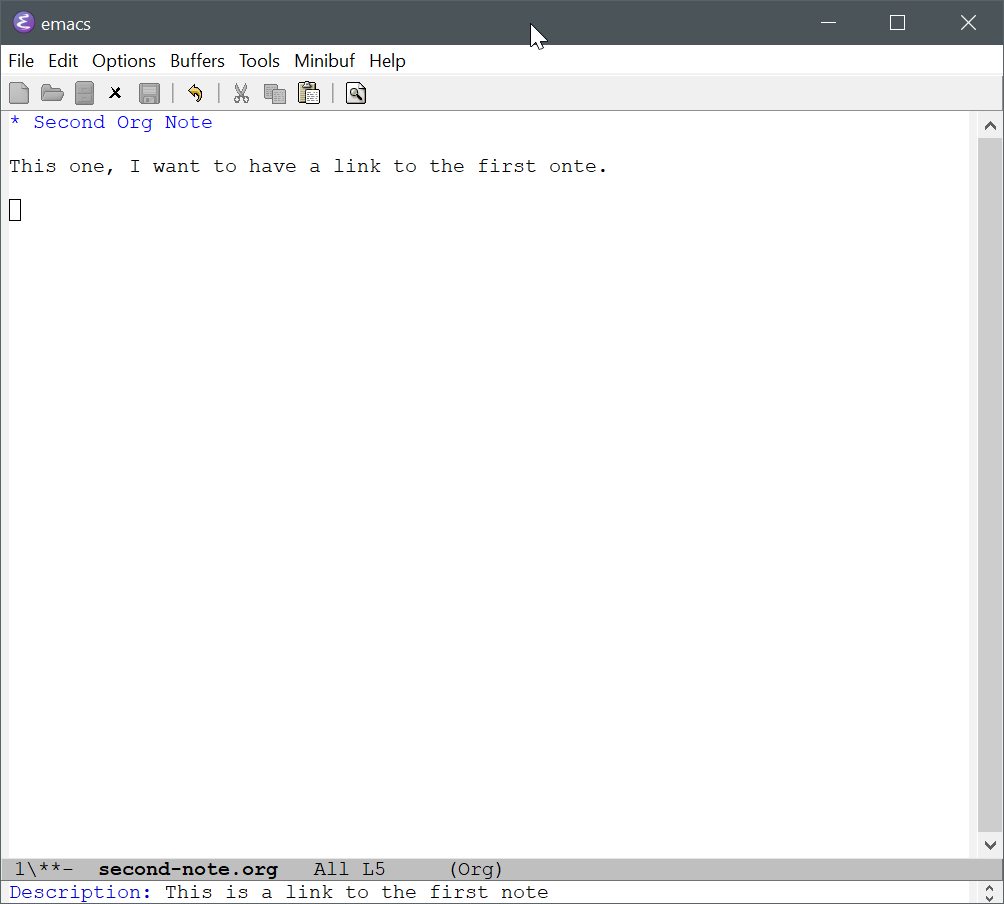 emacs
File Edit Options Buffers Tools Minibuf Help
* Second Org Note
This one, I want to have a link to the first onte.
1\**- second-note.org All L5 (Org)
Description: This is a link to the first note